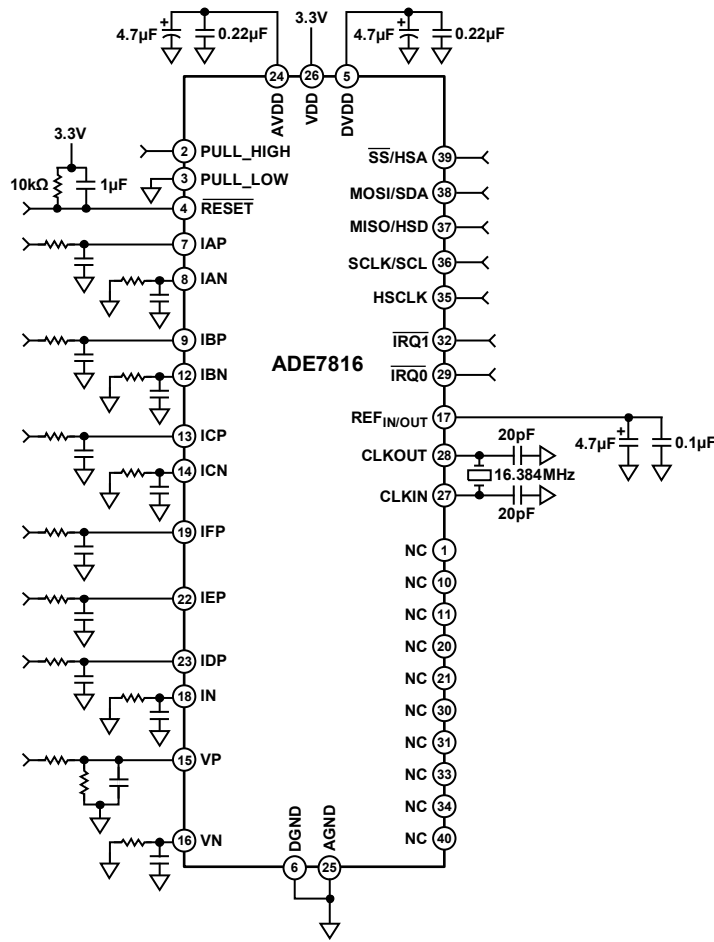 3.3V
4.7µF + 0.22µF
4.7µF + 0.22µF
24 26 5
AVDD
VDD
DVDD
3.3V
10kΩ 1µF
2 PULL_HIGH
3 PULL_LOW
4 RESET
7 IAP
8 IAN
9 IBP
12 IBN
13 ICP
14 ICN
19 IFP
22 IEP
23 IDP
18 IN
15 VP
16 VN
ADE7816
SS/HSA 39
MOSI/SDA 38
MISO/HSD 37
SCLK/SCL 36
HSCLK 35
IRQ1 32
IRQ0 29
REFIN/OUT 17
4.7µF + 0.1µF
CLKOUT 28
20pF
16.384MHz
CLKIN 27
20pF
NC 1
NC 10
NC 11
NC 20
NC 21
NC 30
NC 31
NC 33
NC 34
NC 40
DGND
AGND
6 25